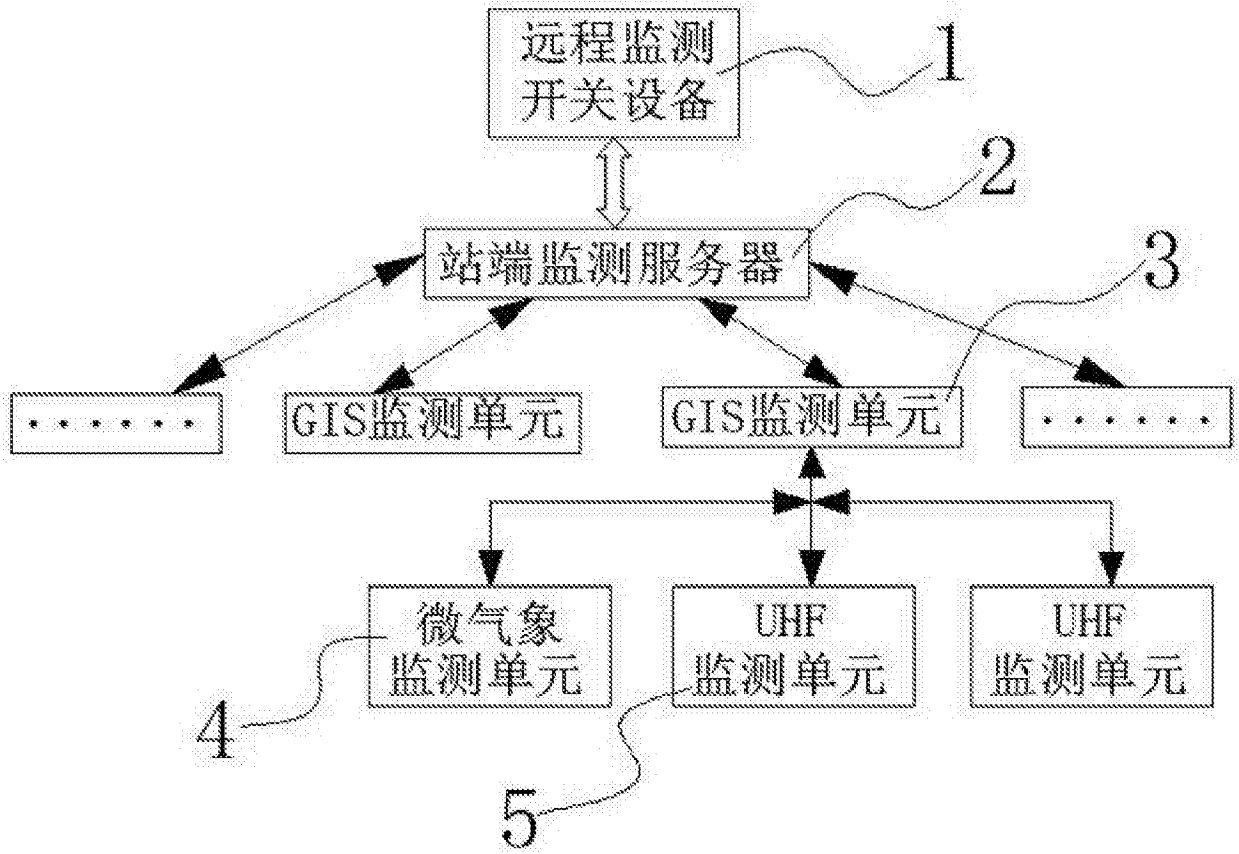 远程监测
开关设备
1
2
站端监测服务器
3
······
GIS监测单元
GIS监测单元
······
微气象
监测单元
UHF
监测单元
UHF
监测单元
4
5